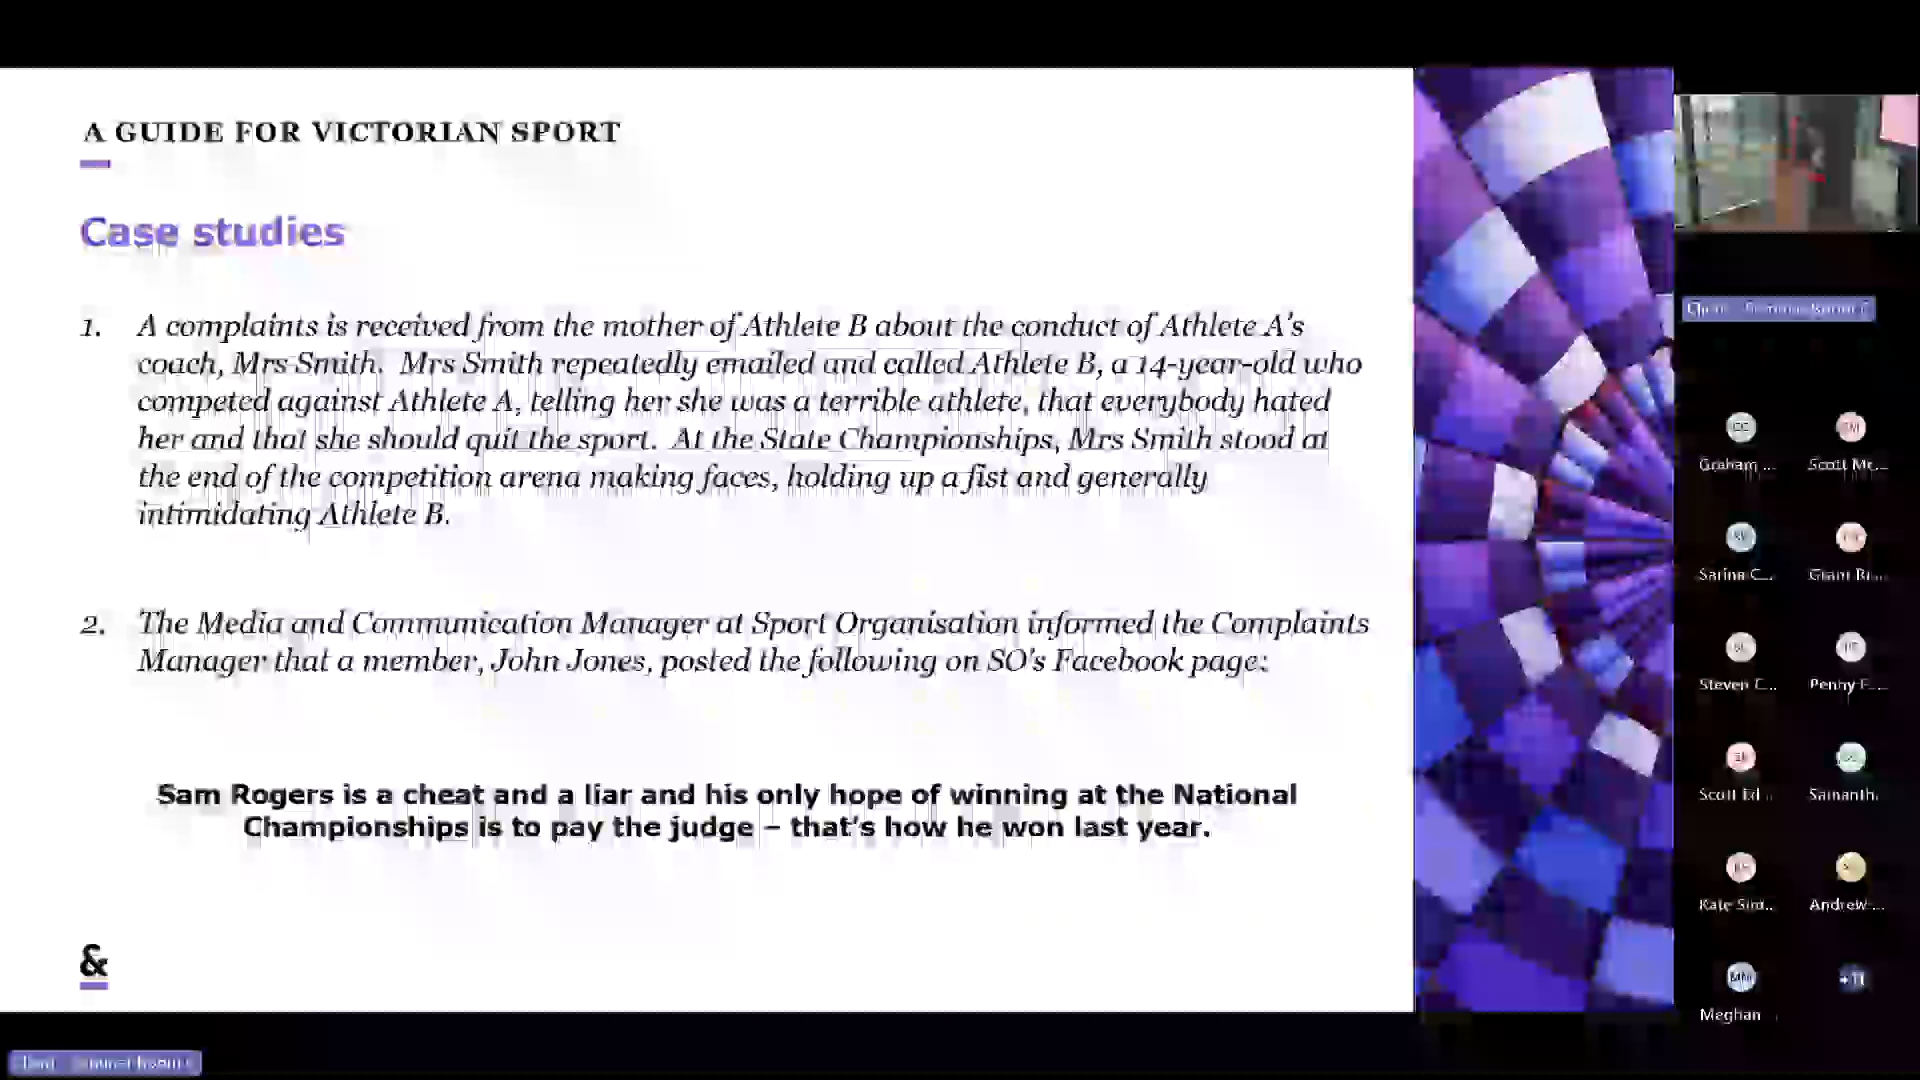 A GUIDE FOR VICTORIAN SPORT
Case studies
1. A complaints is received from the mother of Athlete B about the conduct of Athlete A's
coach, Mrs Smith. Mrs Smith repeatedly emailed and called Athlete B, a 14-year-old who
competed against Athlete A, telling her she was a terrible athlete, that everybody hated
her and that she should quit the sport. At the State Championships, Mrs Smith stood at
the end of the competition arena making faces, holding up a fist and generally
intimidating Athlete B.
2. The Media and Communication Manager at Sport Organisation informed the Complaints
Manager that a member, John Jones, posted the following on SO's Facebook page:
Sam Rogers is a cheat and a liar and his only hope of winning at the National
Championships is to pay the judge – that's how he won last year.
&
Graham ...
Scott Mc...
Sarina C...
Grant
Steven C...
Penny F...
Scott Ed...
Samanth...
Kate Sim...
Andrew ...
Meghan ...
+11